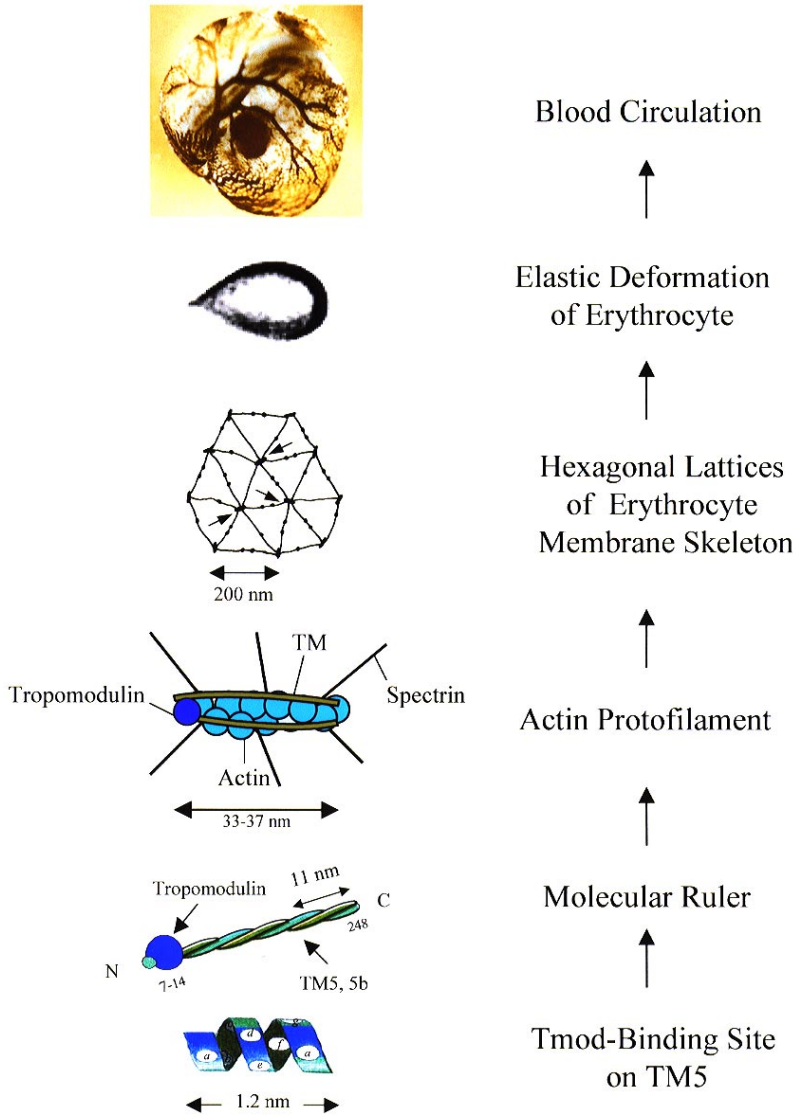 Blood Circulation
Elastic Deformation
of Erythrocyte
Hexagonal Lattices
of Erythrocyte
Membrane Skeleton
200 nm
TM
Tropomodulin
Spectrin
Actin
Actin Protofilament
33-37 nm
11 nm
Tropomodulin
C
248
Molecular Ruler
N
7-14
TM5, 5b
d
g
a
f
a
e
Tmod-Binding Site
on TM5
1.2 nm